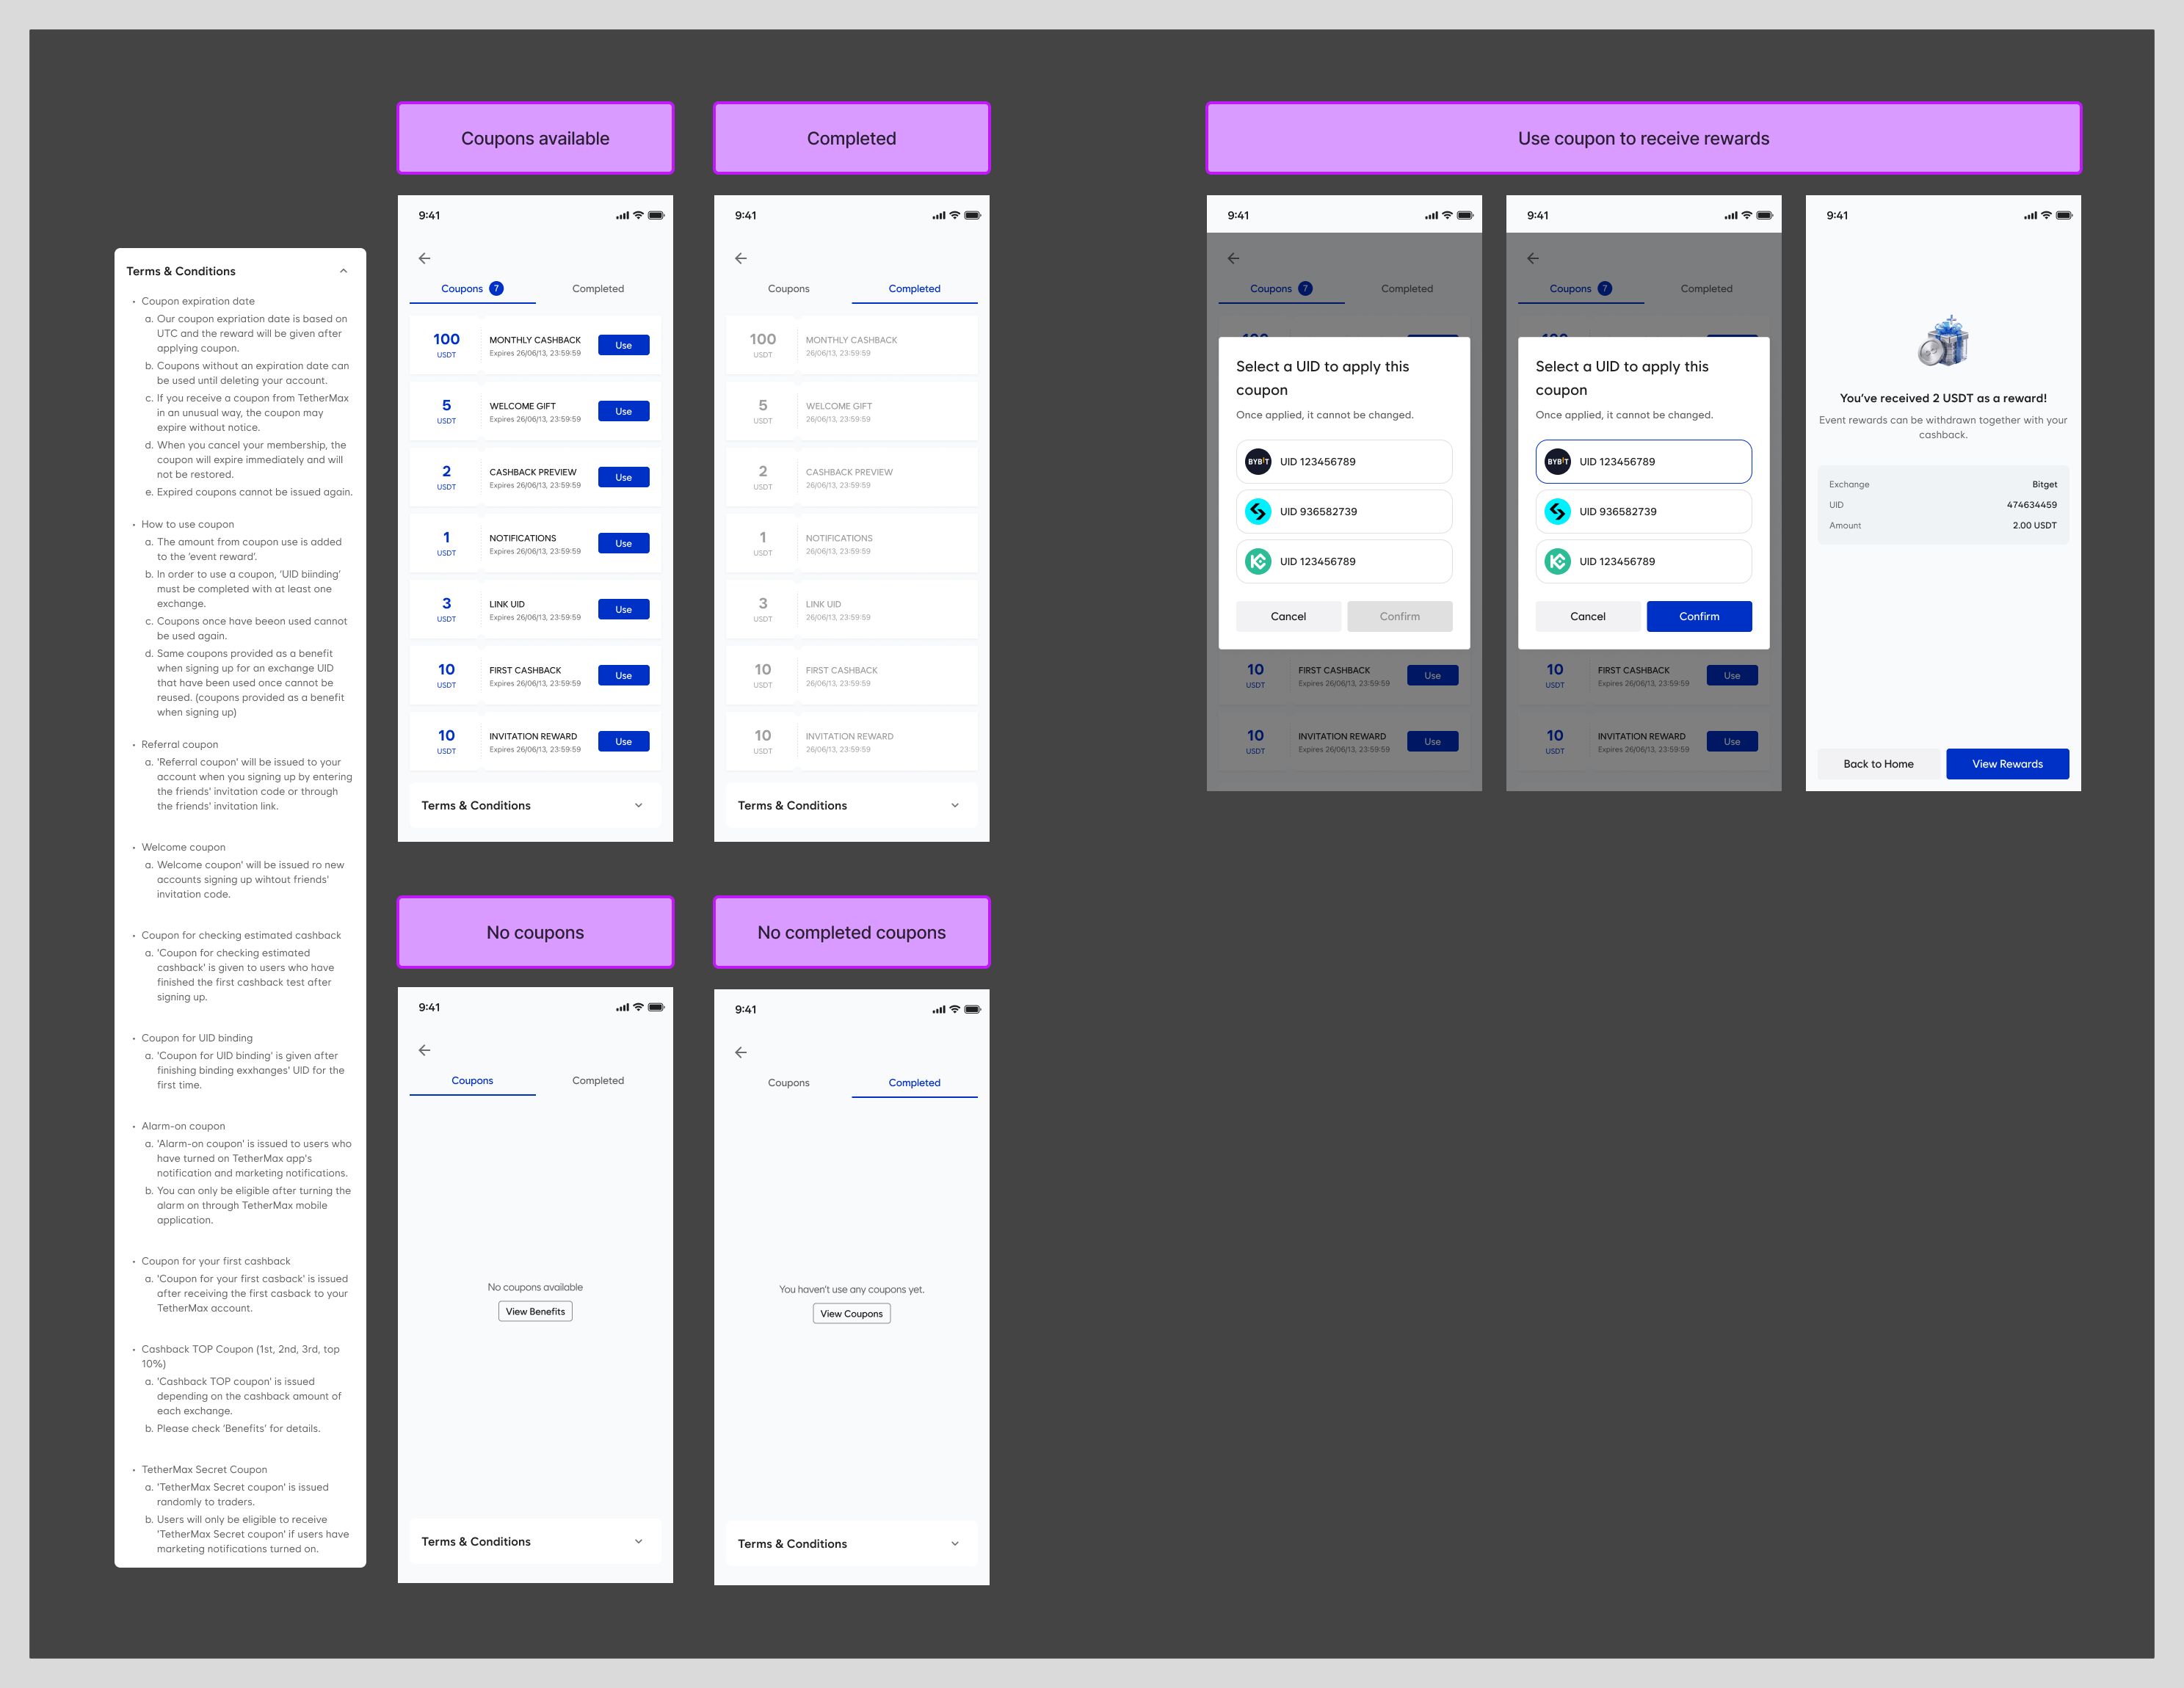 Coupons available
Completed
Use coupon to receive rewards
Terms & Conditions
• Coupon expiration date
a. Our coupon expriation date is based on
UTC and the reward will be given after
applying coupon.
b. Coupons without an expiration date can
be used until deleting your account.
c. If you receive a coupon from TetherMax
in an unusual way, the coupon may
expire without notice.
d. When you cancel your membership, the
coupon will expire immediately and will
not be restored.
e. Expired coupons cannot be issued again.
• How to use coupon
a. The amount from coupon use is added
to the 'event reward'.
b. In order to use a coupon, 'UID biinding'
must be completed with at least one
exchange.
c. Coupons once have beeon used cannot
be used again.
d. Same coupons provided as a benefit
when signing up for an exchange UID
that have been used once cannot be
reused. (coupons provided as a benefit
when signing up)
• Referral coupon
a. 'Referral coupon' will be issued to your
account when you signing up by entering
the friends' invitation code or through
the friends' invitation link.
• Welcome coupon
a. Welcome coupon' will be issued ro new
accounts signing up wihtout friends'
invitation code.
• Coupon for checking estimated cashback
a. 'Coupon for checking estimated
cashback' is given to users who have
finished the first cashback test after
signing up.
• Coupon for UID binding
a. 'Coupon for UID binding' is given after
finishing binding exxhanges' UID for the
first time.
• Alarm-on coupon
a. 'Alarm-on coupon' is issued to users who
have turned on TetherMax app's
notification and marketing notifications.
b. You can only be eligible after turning the
alarm on through TetherMax mobile
application.
• Coupon for your first cashback
a. 'Coupon for your first casback' is issued
after receiving the first casback to your
TetherMax account.
• Cashback TOP Coupon (1st, 2nd, 3rd, top
10%)
a. 'Cashback TOP coupon' is issued
depending on the cashback amount of
each exchange.
b. Please check 'Benefits' for details.
• TetherMax Secret Coupon
a. 'TetherMax Secret coupon' is issued
randomly to traders.
b. Users will only be eligible to receive
'TetherMax Secret coupon' if users have
marketing notifications turned on.
9:41
Coupons 7 Completed
100 USDT MONTHLY CASHBACK Use
Expires 26/06/13, 23:59:59
5 USDT WELCOME GIFT Use
Expires 26/06/13, 23:59:59
2 USDT CASHBACK PREVIEW Use
Expires 26/06/13, 23:59:59
1 USDT NOTIFICATIONS Use
Expires 26/06/13, 23:59:59
3 USDT LINK UID Use
Expires 26/06/13, 23:59:59
10 USDT FIRST CASHBACK Use
Expires 26/06/13, 23:59:59
10 USDT INVITATION REWARD Use
Expires 26/06/13, 23:59:59
Terms & Conditions
9:41
Coupons Completed
100 USDT MONTHLY CASHBACK
26/06/13, 23:59:59
5 USDT WELCOME GIFT
26/06/13, 23:59:59
2 USDT CASHBACK PREVIEW
26/06/13, 23:59:59
1 USDT NOTIFICATIONS
26/06/13, 23:59:59
3 USDT LINK UID
26/06/13, 23:59:59
10 USDT FIRST CASHBACK
26/06/13, 23:59:59
10 USDT INVITATION REWARD
26/06/13, 23:59:59
Terms & Conditions
9:41
Coupons 7 Completed
Select a UID to apply this
coupon
Once applied, it cannot be changed.
BYBIT UID 123456789
UID 936582739
UID 123456789
Cancel Confirm
10 USDT FIRST CASHBACK Use
Expires 26/06/13, 23:59:59
10 USDT INVITATION REWARD Use
Expires 26/06/13, 23:59:59
9:41
Coupons 7 Completed
Select a UID to apply this
coupon
Once applied, it cannot be changed.
BYBIT UID 123456789
UID 936582739
UID 123456789
Cancel Confirm
10 USDT FIRST CASHBACK Use
Expires 26/06/13, 23:59:59
10 USDT INVITATION REWARD Use
Expires 26/06/13, 23:59:59
9:41
You've received 2 USDT as a reward!
Event rewards can be withdrawn together with your
cashback.
Exchange Bitget
UID 474634459
Amount 2.00 USDT
Back to Home View Rewards
No coupons
No completed coupons
9:41
Coupons Completed
No coupons available
View Benefits
Terms & Conditions
9:41
Coupons Completed
You haven't use any coupons yet.
View Coupons
Terms & Conditions